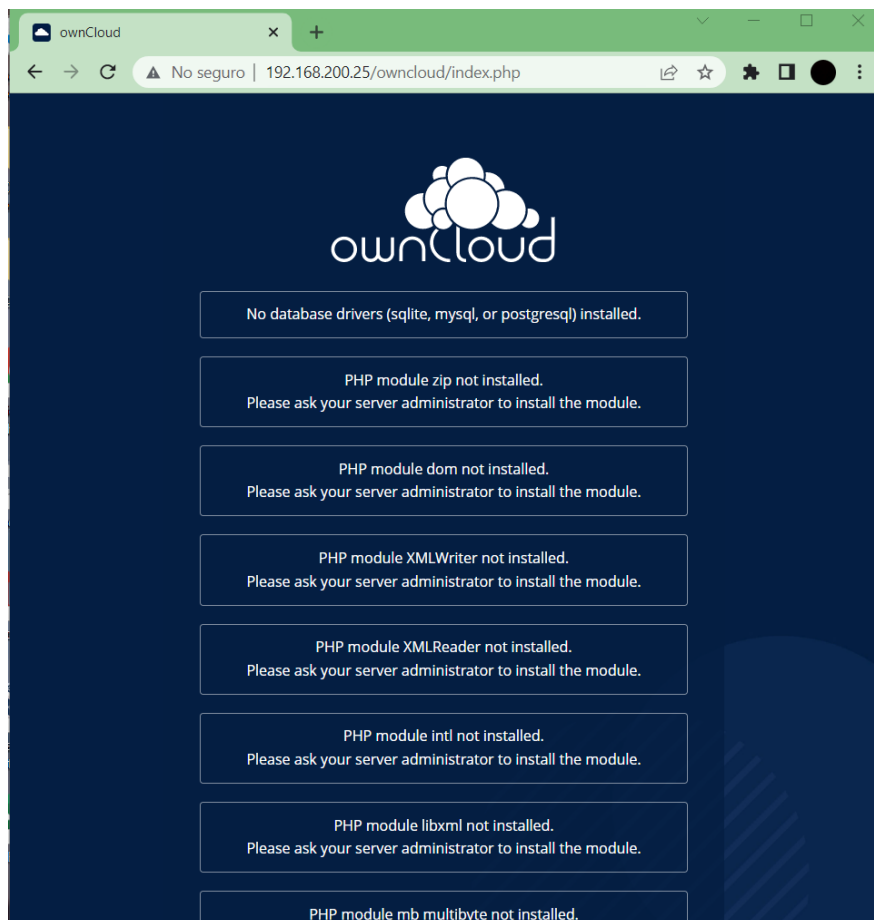 ownCloud
No seguro | 192.168.200.25/owncloud/index.php
ownCloud
No database drivers (sqlite, mysql, or postgresql) installed.
PHP module zip not installed.
Please ask your server administrator to install the module.
PHP module dom not installed.
Please ask your server administrator to install the module.
PHP module XMLWriter not installed.
Please ask your server administrator to install the module.
PHP module XMLReader not installed.
Please ask your server administrator to install the module.
PHP module intl not installed.
Please ask your server administrator to install the module.
PHP module libxml not installed.
Please ask your server administrator to install the module.
PHP module mb multibyte not installed.